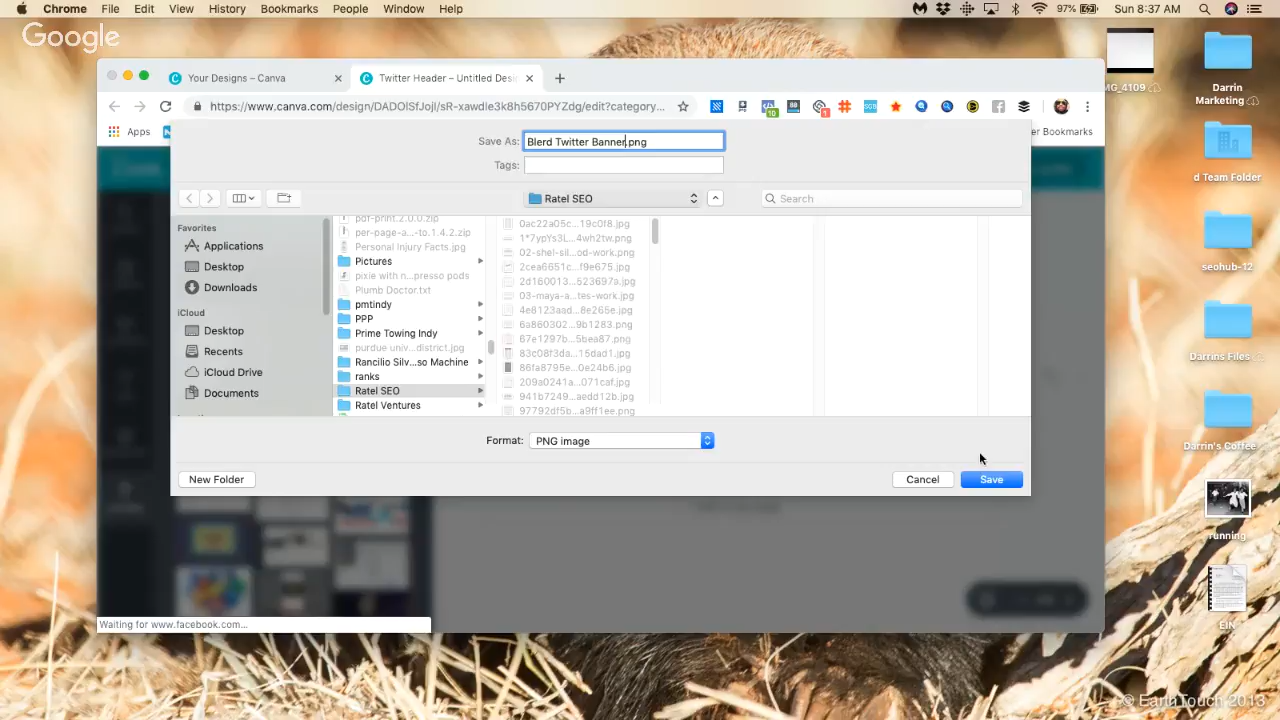 Chrome File Edit View History Bookmarks People Window Help
97% Sun 8:37 AM
Google
Your Designs – Canva
Twitter Header – Untitled Desi
https://www.canva.com/design/DADOlSfJojI/sR-xawdle3k8h5670PYZdg/edit?category...
10
1
Apps
er Bookmarks
Save As: Blerd Twitter Banner.png
Tags:
Ratel SEO
Search
Favorites
Applications
Desktop
Downloads
iCloud
Desktop
Recents
iCloud Drive
Documents
pdf-print.2.0.0.zip
per-page-a...-to.1.4.2.zip
Personal Injury Facts.jpg
Pictures
pixie with n...presso pods
Plumb Doctor.txt
pmtindy
PPP
Prime Towing Indy
purdue univ...district.jpg
Rancilio Silv...so Machine
ranks
Ratel SEO
Ratel Ventures
0ac22a05c...19c0f8.jpg
1*7ypYs3L...wh2tw.png
02-shel-sil...od-work.png
2cea6651c...f9e675.jpg
2d160013...523697a.jpg
03-maya-a...tes-work.jpg
4e8123aad...8e265e.jpg
6a860302...9b1283.png
67e1297b...5bea87.png
83c08f3da...15dad1.jpg
86fa8795e...0e24b6.jpg
209a0241a...071caf.jpg
941b7249...aedd12b.jpg
97792df5b...a9ff1ee.png
Format: PNG image
New Folder
Cancel
Save
Waiting for www.facebook.com...
MG_4109
Darrin
Marketing
d Team Folder
seohub-12
Darrins Files
Darrin's Coffee
running
EIN
© EarthTouch 2013